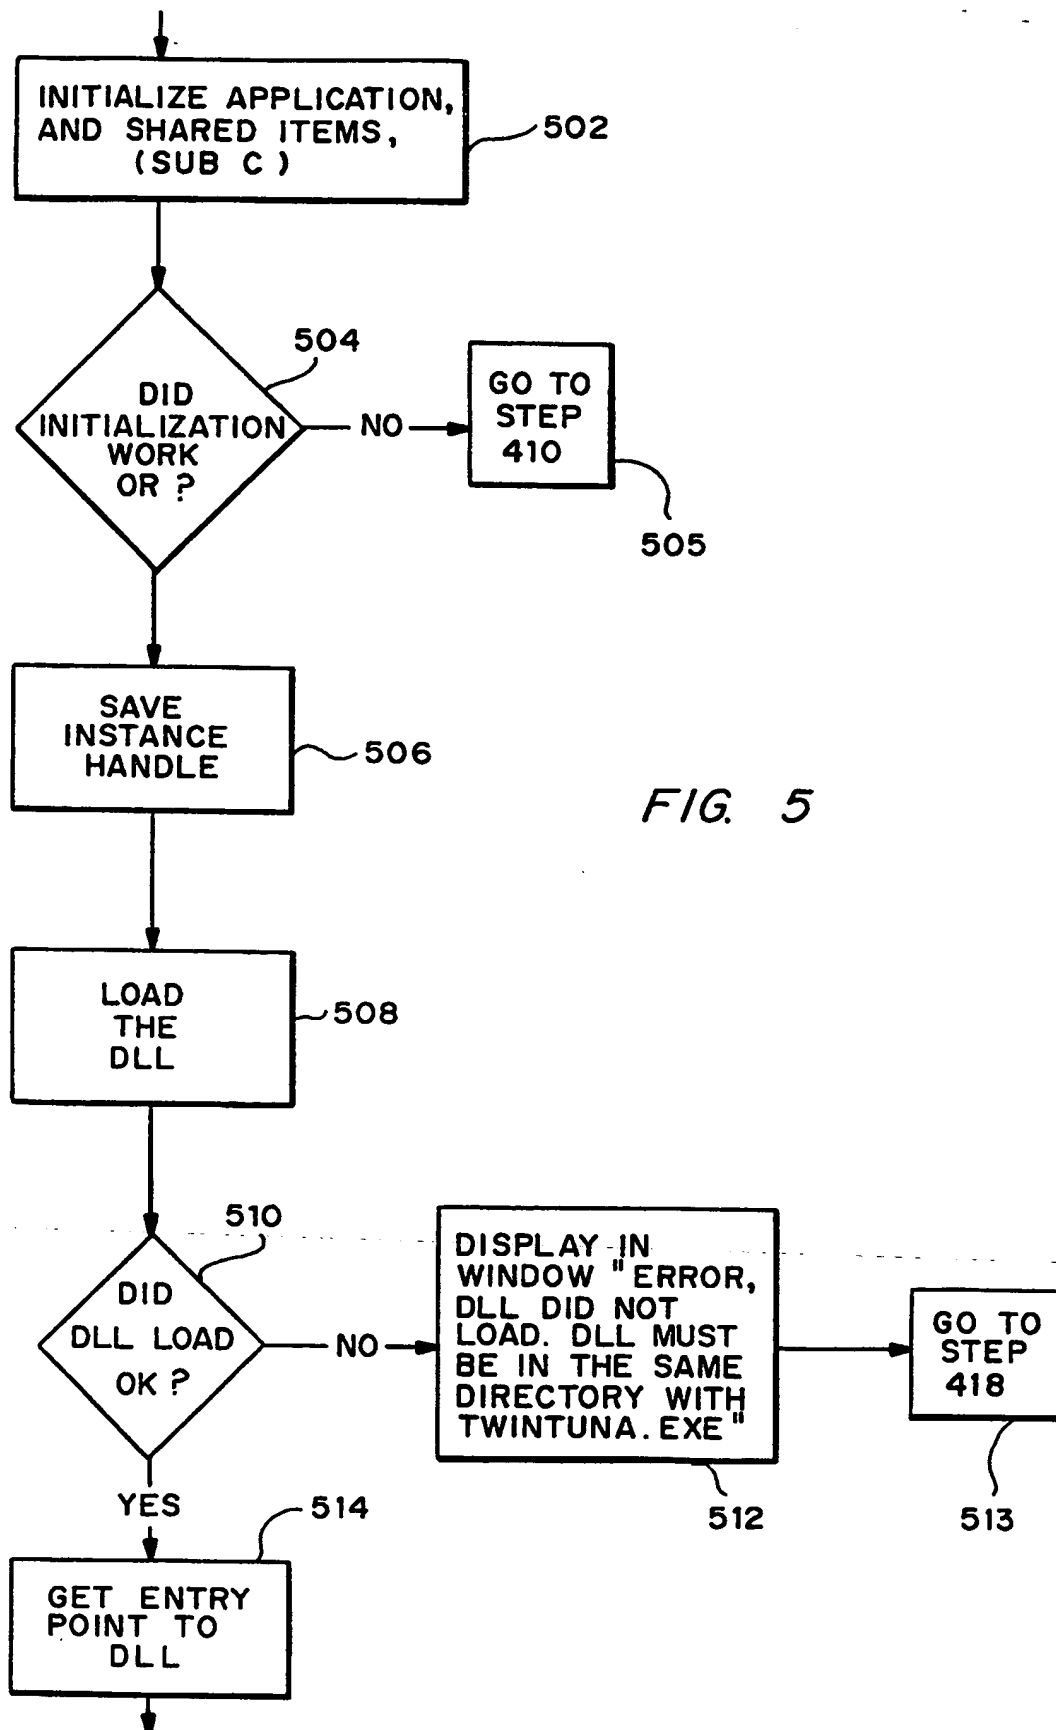 INITIALIZE APPLICATION,
AND SHARED ITEMS,
(SUB C)
502
504
DID
INITIALIZATION
WORK
OR ?
NO
GO TO
STEP
410
505
SAVE
INSTANCE
HANDLE
506
FIG. 5
LOAD
THE
DLL
508
510
DID
DLL LOAD
OK ?
NO
DISPLAY IN
WINDOW "ERROR,
DLL DID NOT
LOAD. DLL MUST
BE IN THE SAME
DIRECTORY WITH
TWINTUNA.EXE"
512
GO TO
STEP
418
513
YES
514
GET ENTRY
POINT TO
DLL